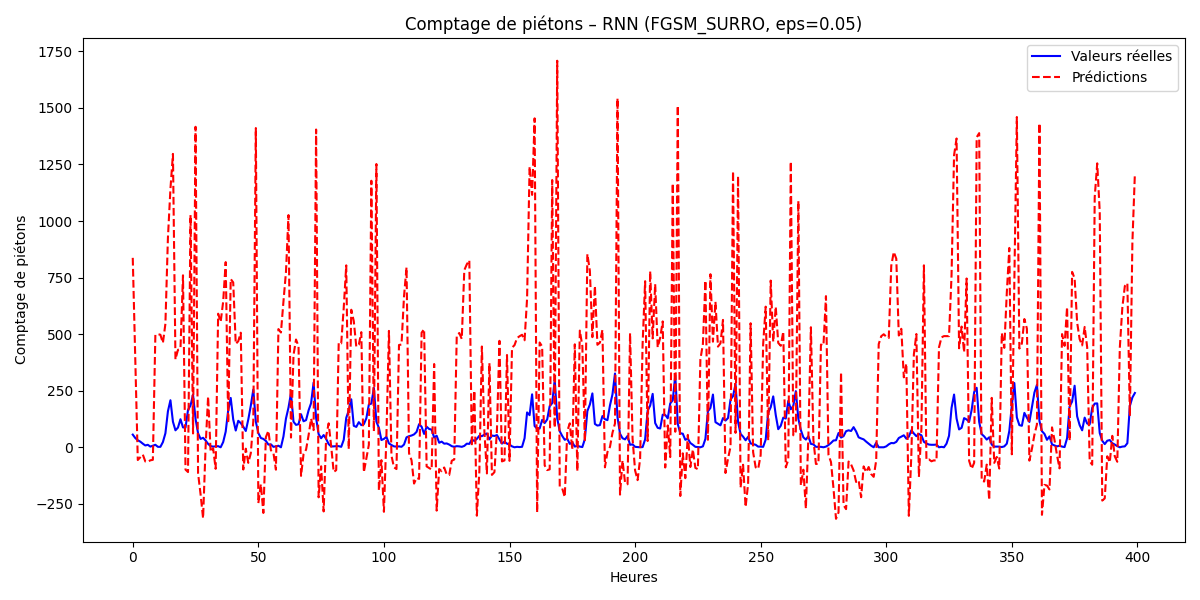 Comptage de piétons – RNN (FGSM_SURRO, eps=0.05)
Valeurs réelles
Prédictions
Comptage de piétons
1750
1500
1250
1000
750
500
250
0
−250
0 50 100 150 200 250 300 350 400
Heures